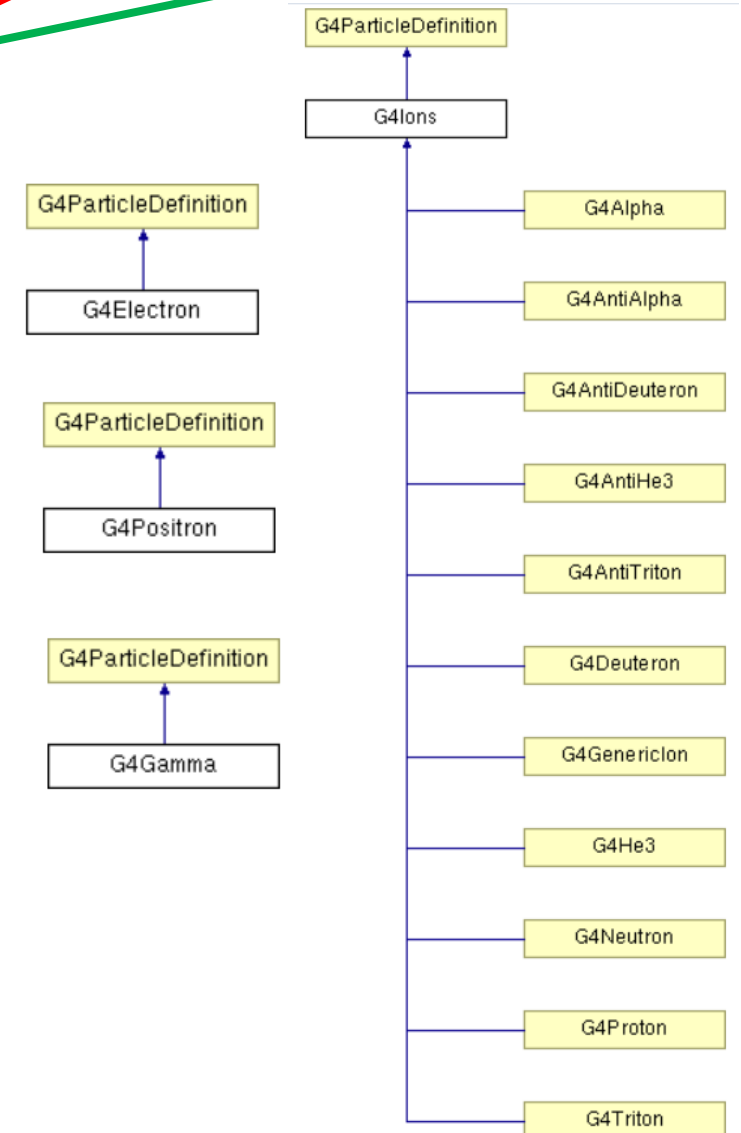 G4ParticleDefinition
G4Ions
G4ParticleDefinition
G4Electron
G4ParticleDefinition
G4Positron
G4ParticleDefinition
G4Gamma
G4Alpha
G4AntiAlpha
G4AntiDeuteron
G4AntiHe3
G4AntiTriton
G4Deuteron
G4GenericIon
G4He3
G4Neutron
G4Proton
G4Triton